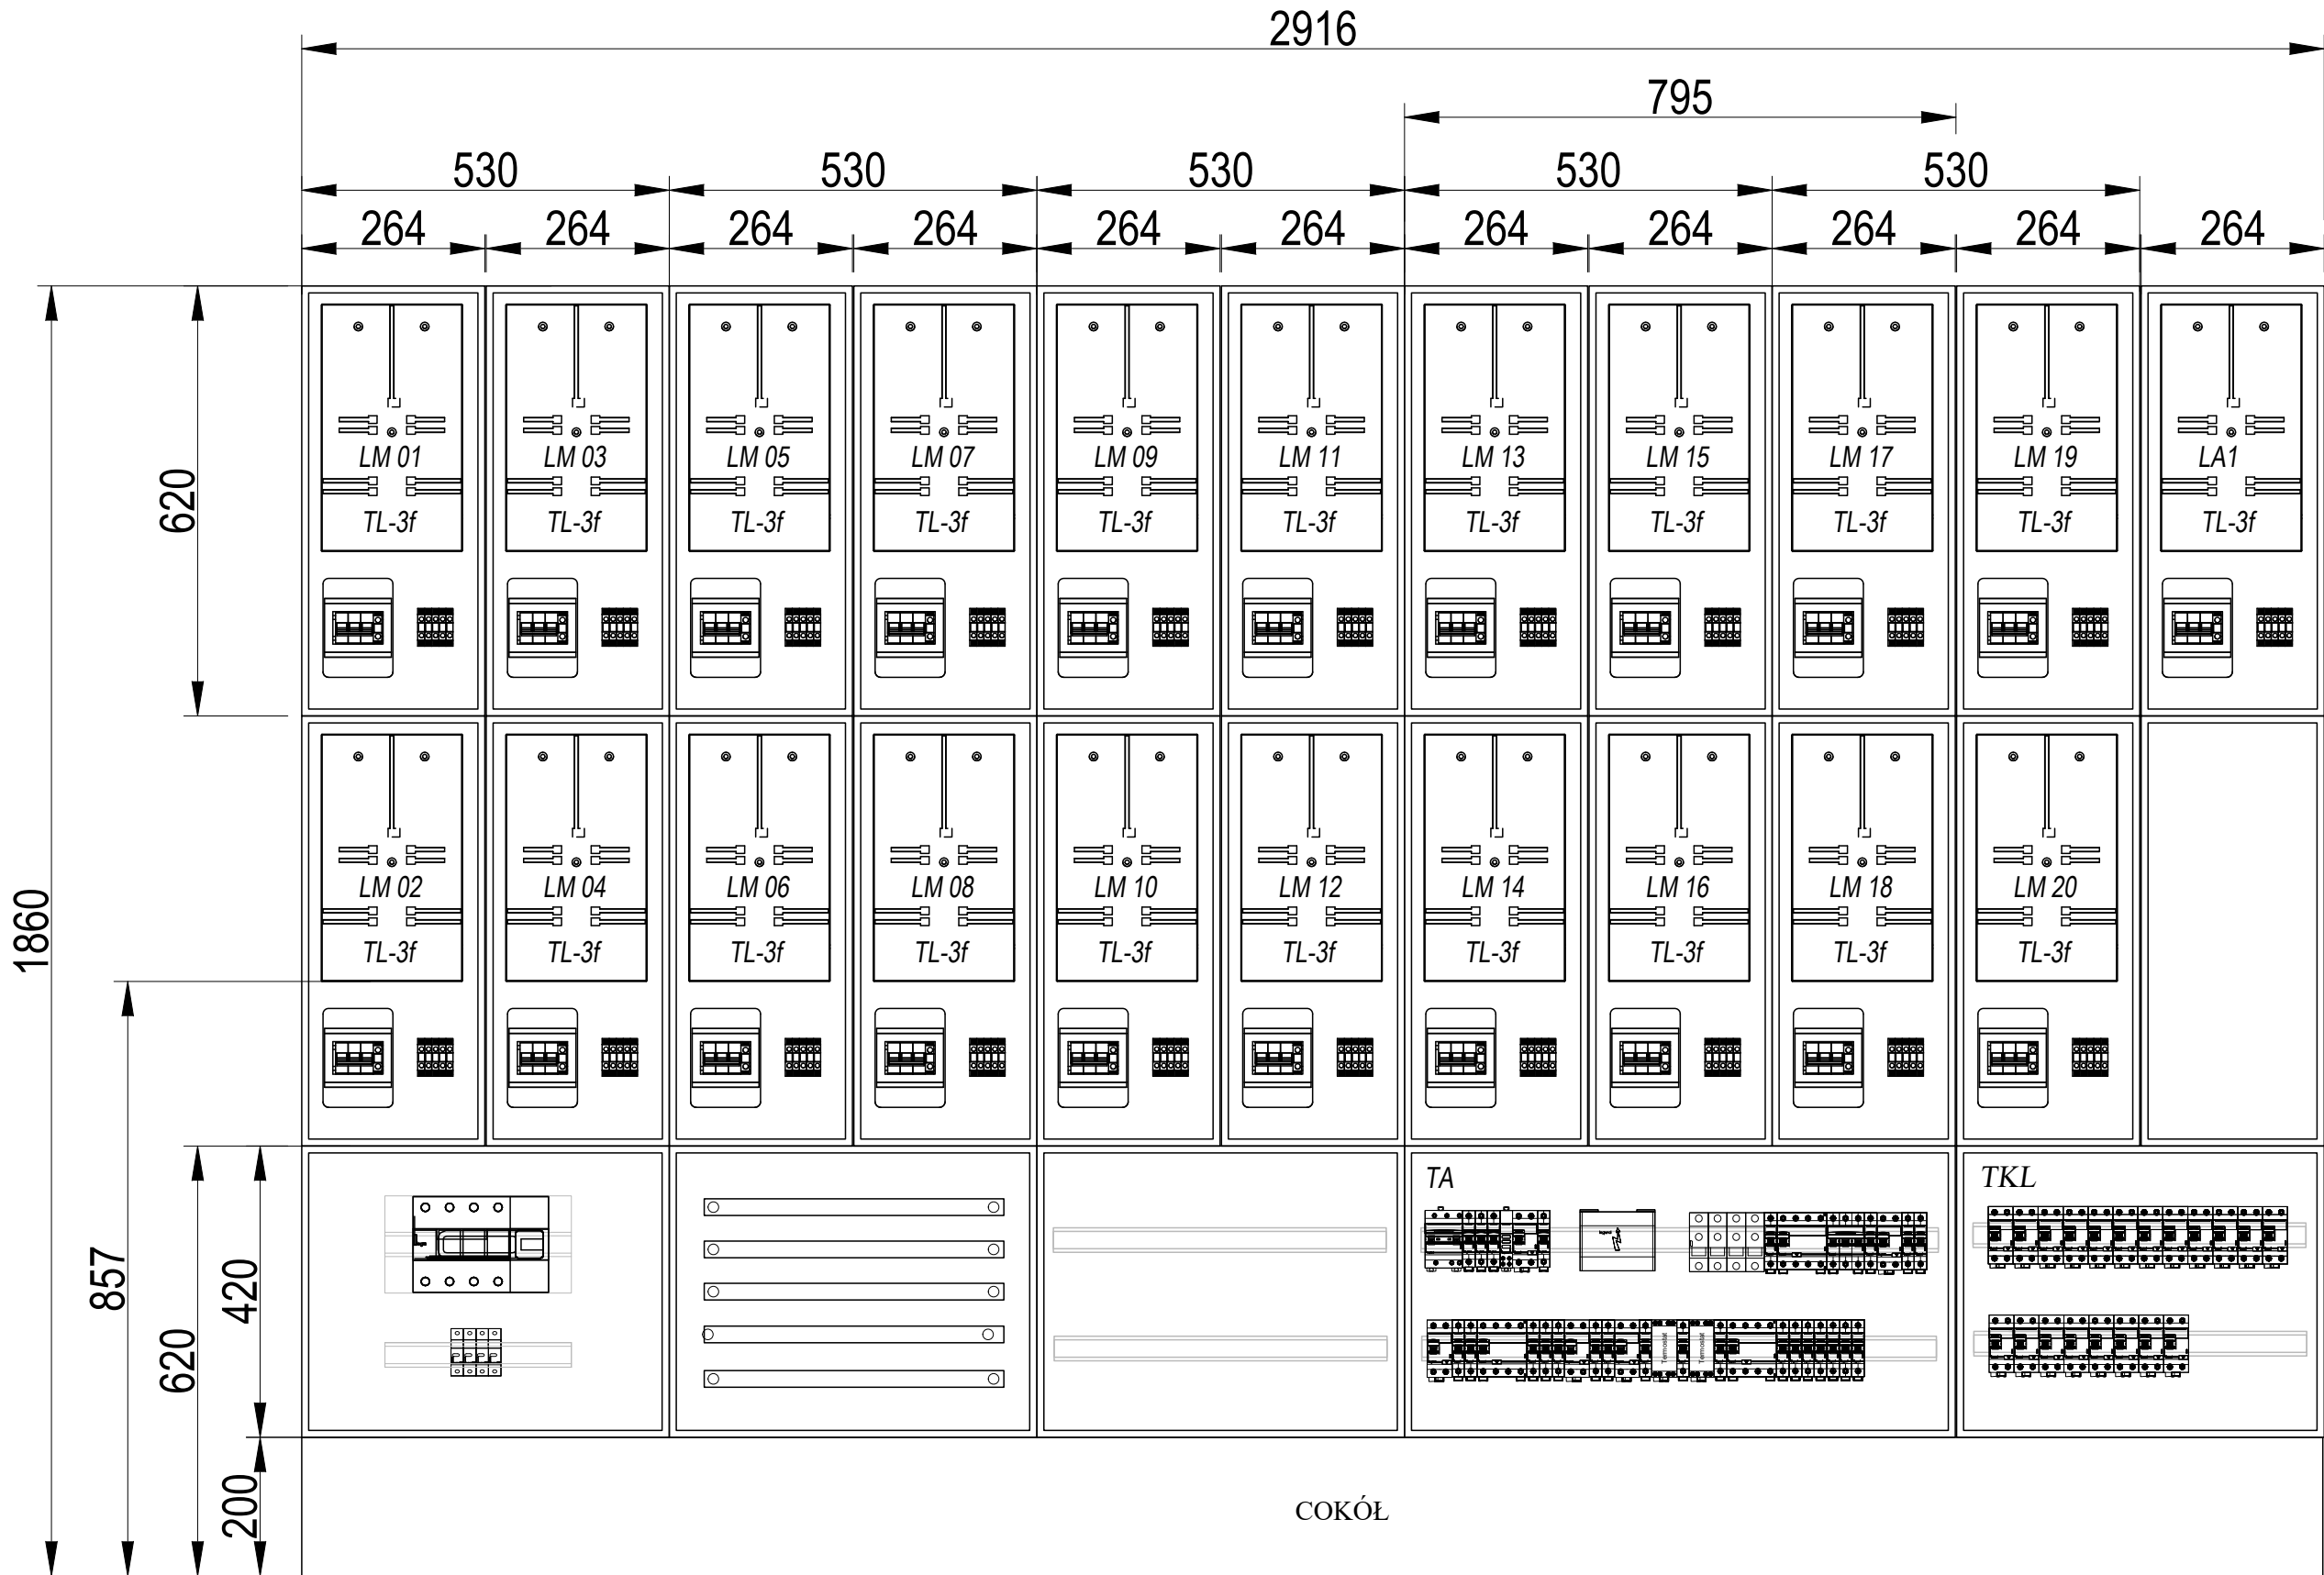 2916
795
530 530 530 530 530
264 264 264 264 264 264 264 264 264 264 264
LM 01 LM 03 LM 05 LM 07 LM 09 LM 11 LM 13 LM 15 LM 17 LM 19 LA1
620
TL-3f TL-3f TL-3f TL-3f TL-3f TL-3f TL-3f TL-3f TL-3f TL-3f TL-3f
LM 02 LM 04 LM 06 LM 08 LM 10 LM 12 LM 14 LM 16 LM 18 LM 20
1860
TL-3f TL-3f TL-3f TL-3f TL-3f TL-3f TL-3f TL-3f TL-3f TL-3f
TA TKL
857
420
620
Termostat Termostat
200
COKÓŁ